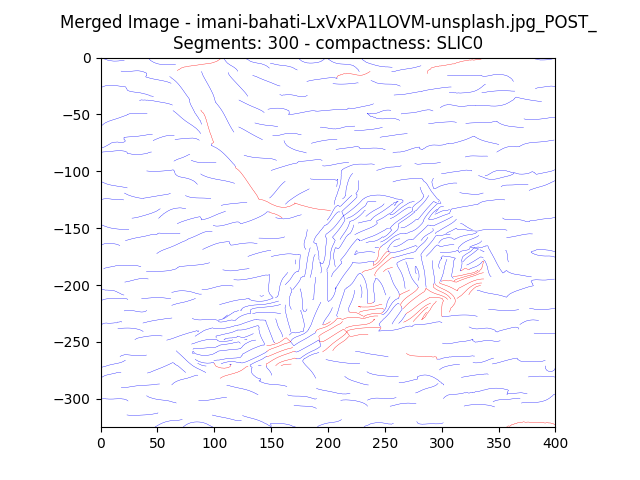 Merged Image - imani-bahati-LxVxPA1LOVM-unsplash.jpg_POST_
Segments: 300 - compactness: SLIC0
0
−50
−100
−150
−200
−250
−300
0 50 100 150 200 250 300 350 400